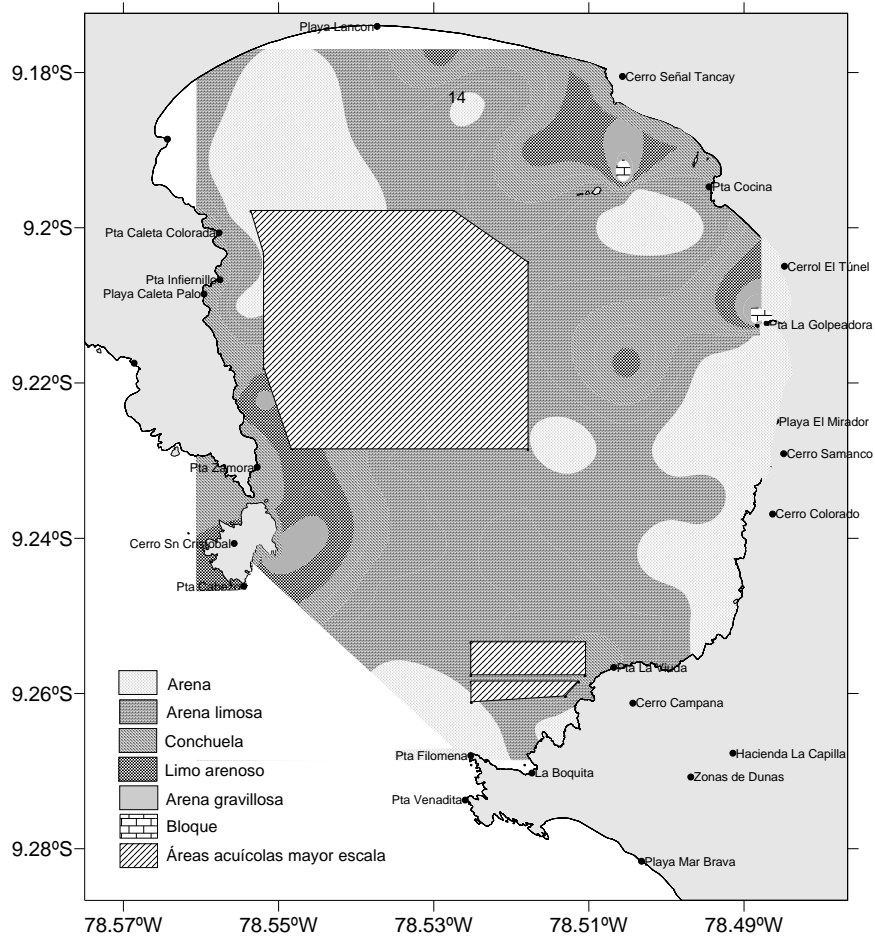 Playa Lancon
9.18ºS
Cerro Señal Tancay
14
Pta Cocina
9.20ºS
Pta Caleta Colorada
Cerrol El Túnel
Pta Infiernillo
Playa Caleta Palo
Pta La Golpeadora
9.22ºS
Playa El Mirador
Cerro Samanco
Pta Zamora
Cerro Colorado
9.24ºS
Cerro Sn Cristobal
Pta Cabeza
9.26ºS
Pta La Viuda
Cerro Campana
Arena
Arena limosa
Conchuela
Limo arenoso
Arena gravillosa
Bloque
Áreas acuícolas mayor escala
Pta Filomena
Hacienda La Capilla
La Boquita
Zonas de Dunas
Pta Venadita
9.28ºS
Playa Mar Brava
78.57ºW
78.55ºW
78.53ºW
78.51ºW
78.49ºW